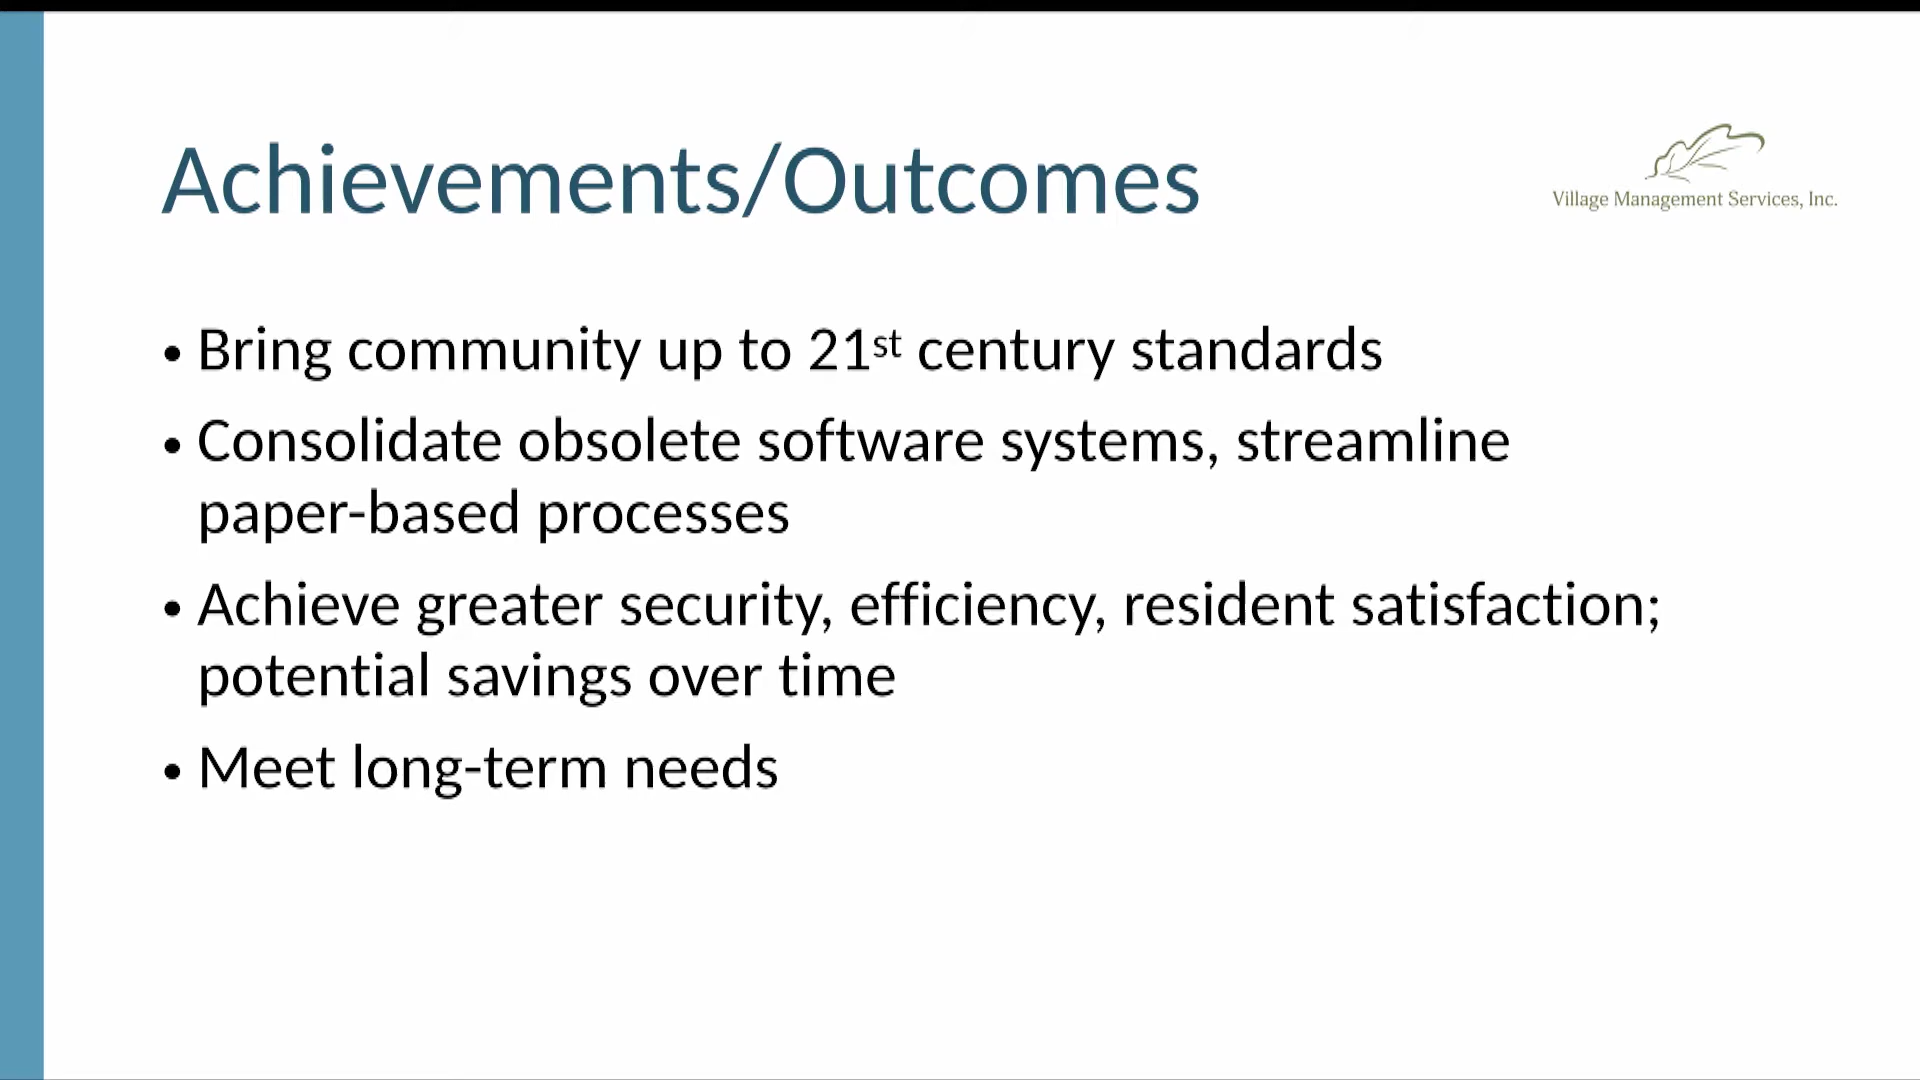 Achievements/Outcomes
Village Management Services, Inc.
• Bring community up to 21st century standards
• Consolidate obsolete software systems, streamline
paper-based processes
• Achieve greater security, efficiency, resident satisfaction;
potential savings over time
• Meet long-term needs